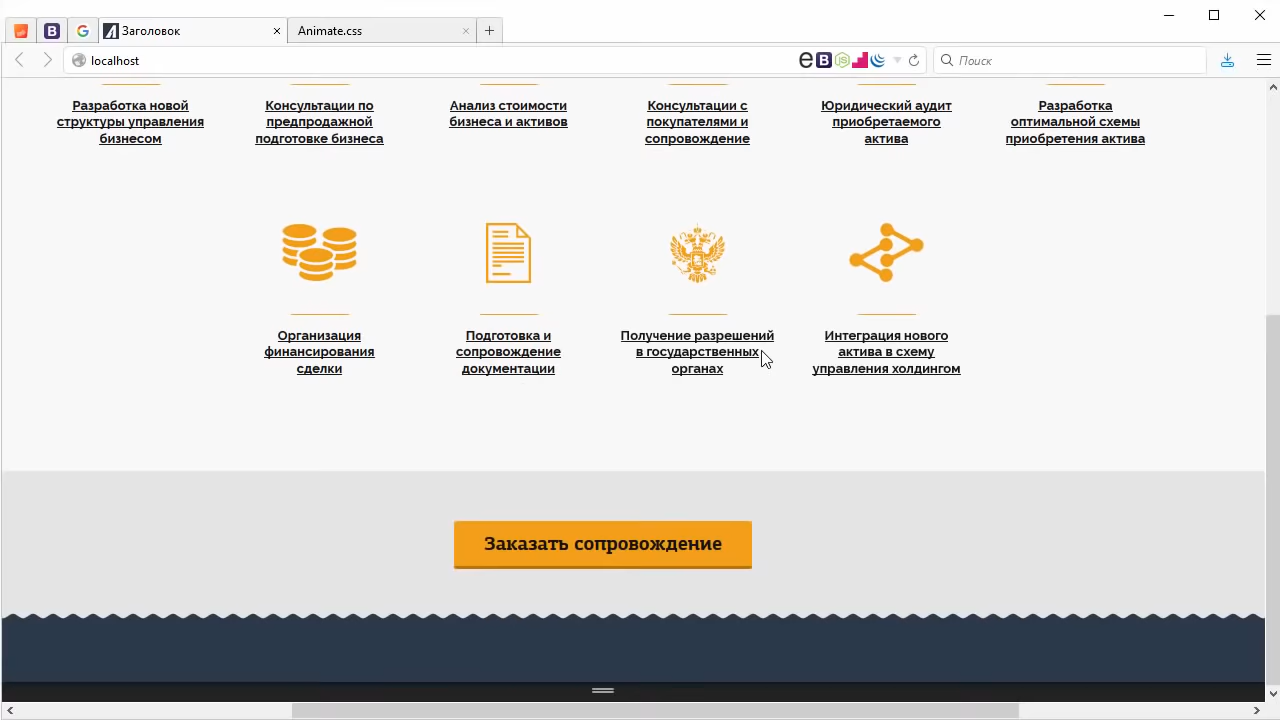 Заголовок
Animate.css
localhost
Поиск
Разработка новой
структуры управления
бизнесом
Консультации по
предпродажной
подготовке бизнеса
Анализ стоимости
бизнеса и активов
Консультации с
покупателями и
сопровождение
Юридический аудит
приобретаемого
актива
Разработка
оптимальной схемы
приобретения актива
Организация
финансирования
сделки
Подготовка и
сопровождение
документации
Получение разрешений
в государственных
органах
Интеграция нового
актива в схему
управления холдингом
Заказать сопровождение